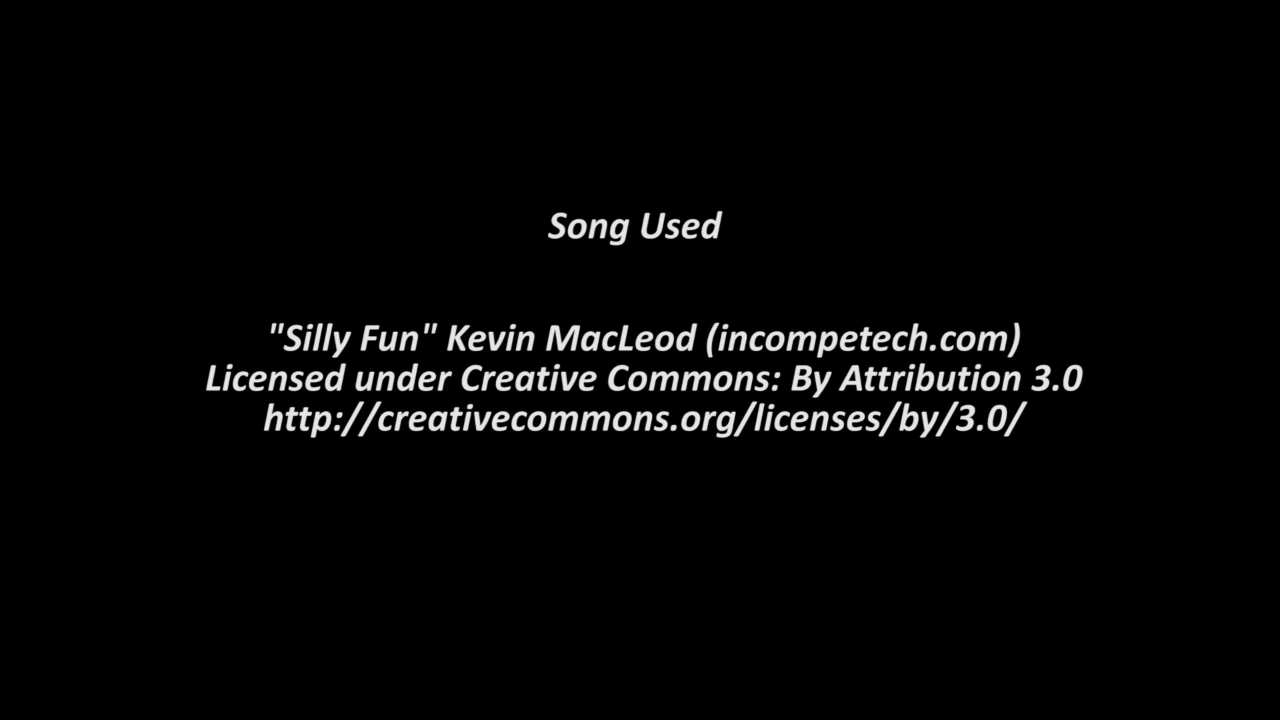 Song Used
"Silly Fun" Kevin MacLeod (incompetech.com)
Licensed under Creative Commons: By Attribution 3.0
http://creativecommons.org/licenses/by/3.0/